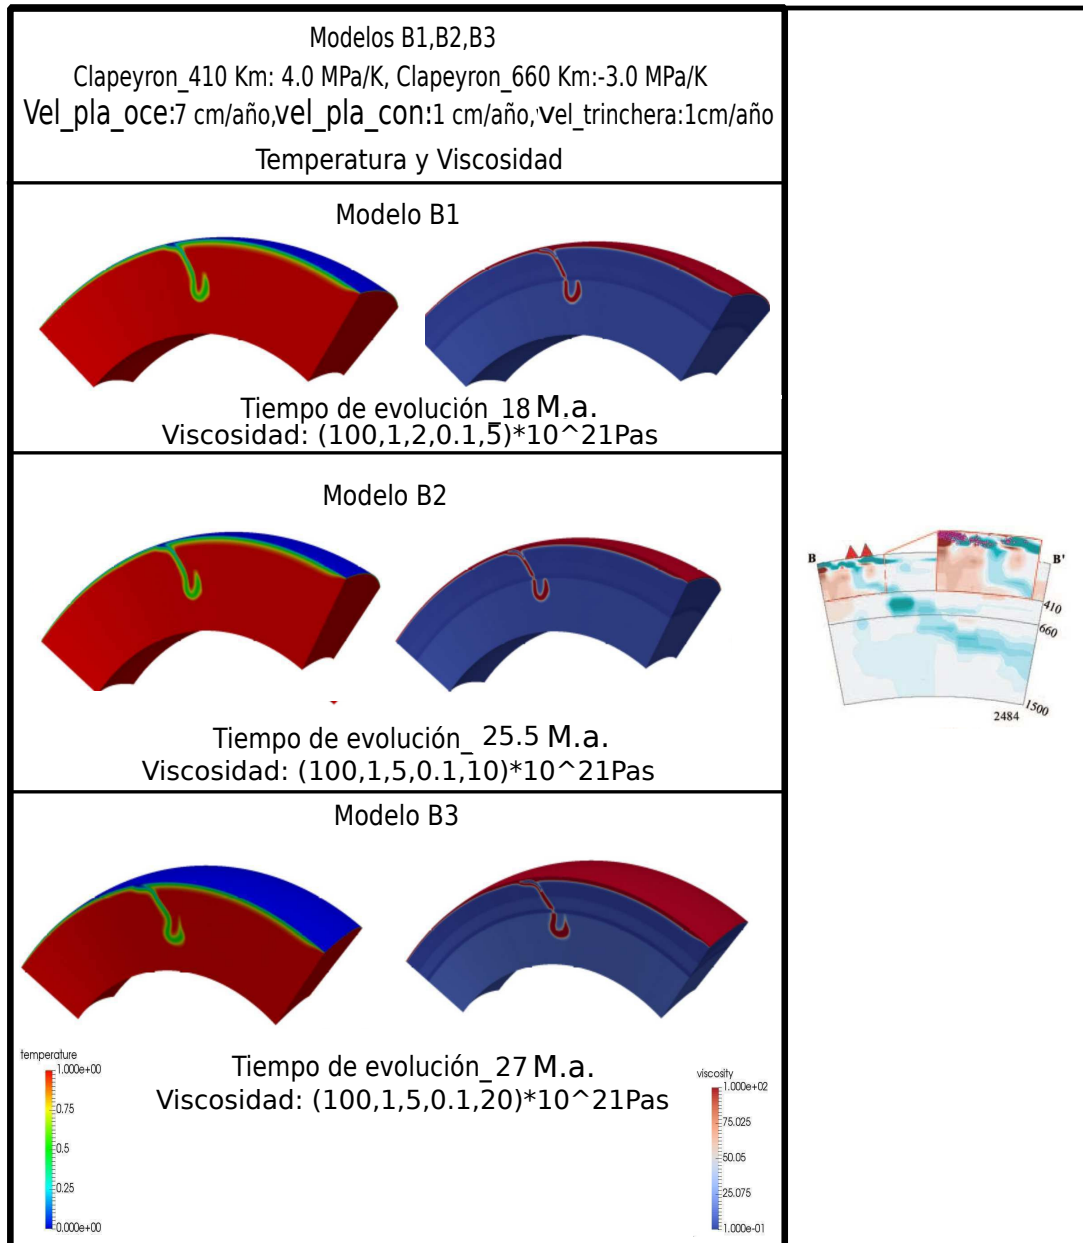 Modelos B1,B2,B3
Clapeyron_410 Km: 4.0 MPa/K, Clapeyron_660 Km:-3.0 MPa/K
Vel_pla_oce:7 cm/año,vel_pla_con:1 cm/año,vel_trinchera:1cm/año
Temperatura y Viscosidad
Modelo B1
Tiempo de evolución_18 M.a.
Viscosidad: (100,1,2,0.1,5)*10^21Pas
Modelo B2
Tiempo de evolución_ 25.5 M.a.
Viscosidad: (100,1,5,0.1,10)*10^21Pas
Modelo B3
Tiempo de evolución_27 M.a.
Viscosidad: (100,1,5,0.1,20)*10^21Pas
temperature
1.000e+00
0.75
0.5
0.25
0.000e+00
viscosity
1.000e+02
75.025
50.05
25.075
1.000e-01
B
B'
410
660
1500
2484